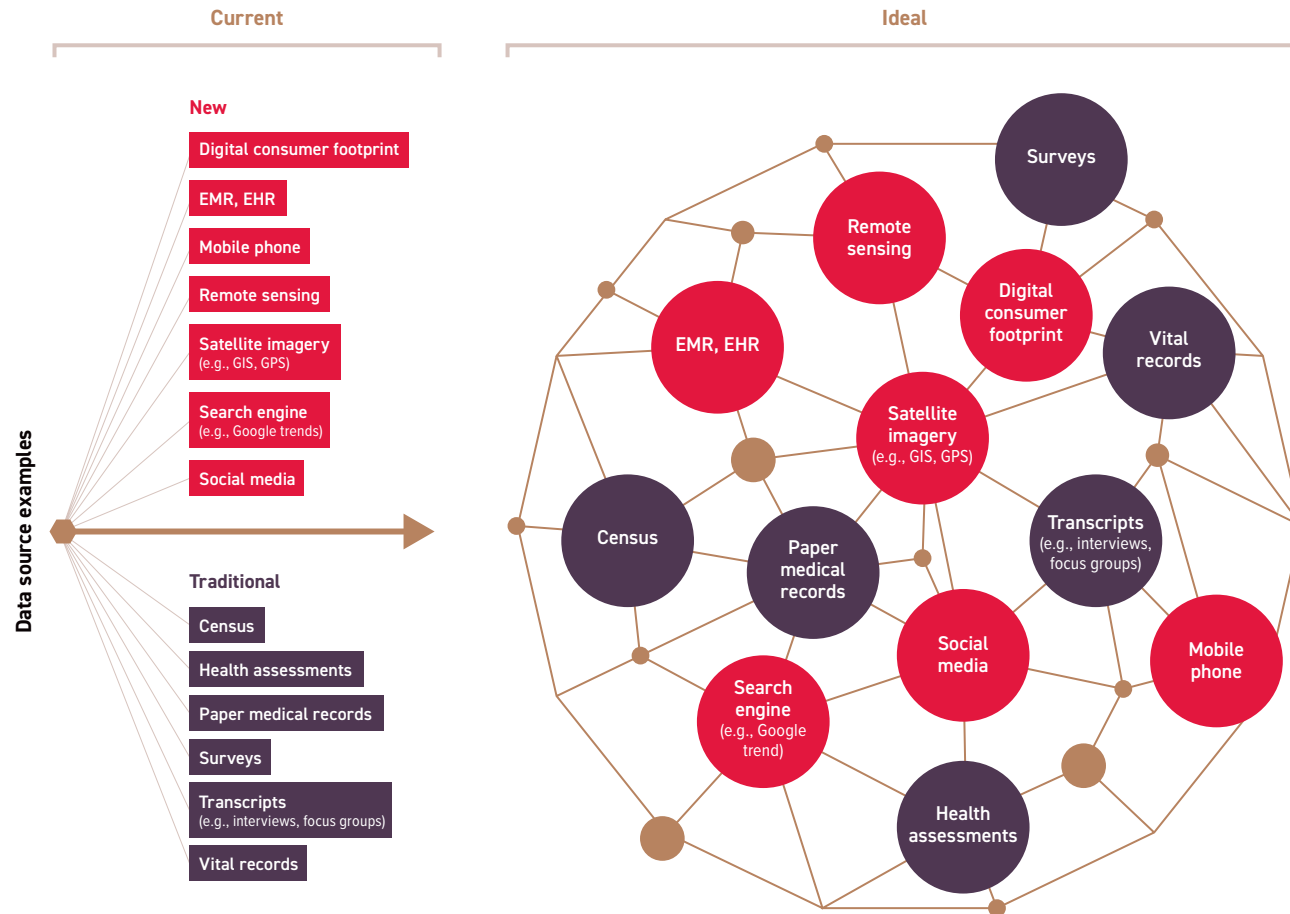 Current
Ideal
Data source examples
New
Digital consumer footprint
EMR, EHR
Mobile phone
Remote sensing
Satellite imagery
(e.g., GIS, GPS)
Search engine
(e.g., Google trends)
Social media
Traditional
Census
Health assessments
Paper medical records
Surveys
Transcripts
(e.g., interviews, focus groups)
Vital records
Surveys
Remote
sensing
Digital
consumer
footprint
Vital
records
EMR, EHR
Satellite
imagery
(e.g., GIS, GPS)
Census
Paper
medical
records
Transcripts
(e.g., interviews,
focus groups)
Social
media
Mobile
phone
Search
engine
(e.g., Google
trend)
Health
assessments